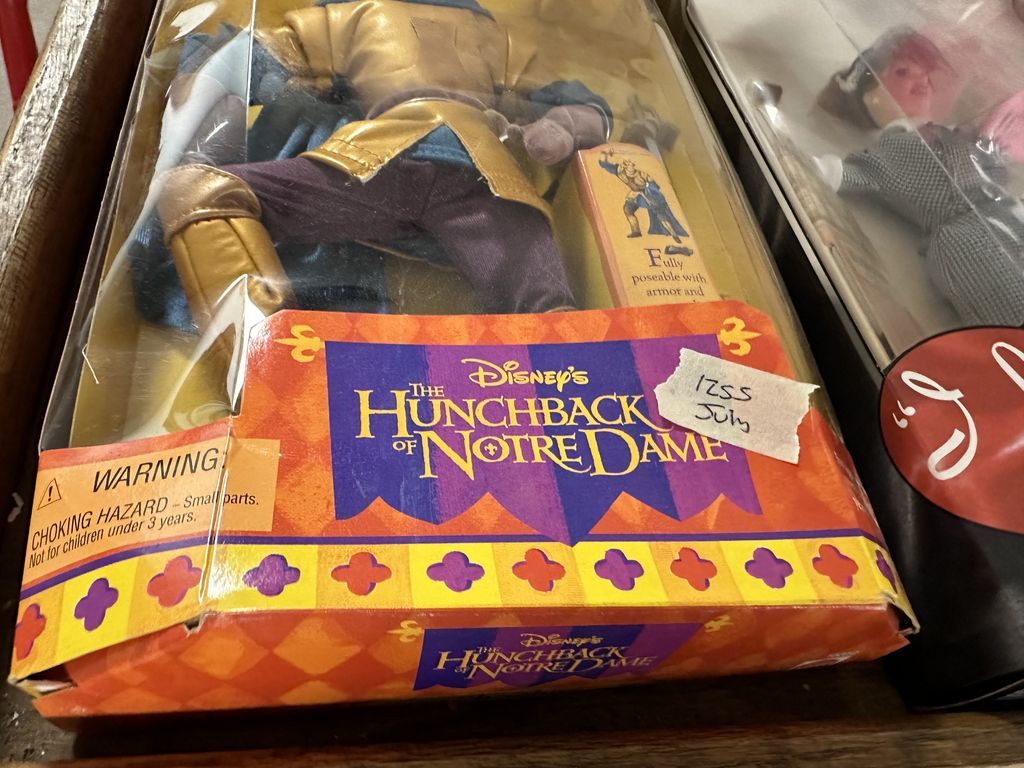 Fully
poseable with
armor and
DISNEY'S
THE
HUNCHBACK
OF NOTRE DAME
1255
July
WARNING:
CHOKING HAZARD – Small parts.
Not for children under 3 years.
DISNEY'S
THE HUNCHBACK
OF NOTRE DAME